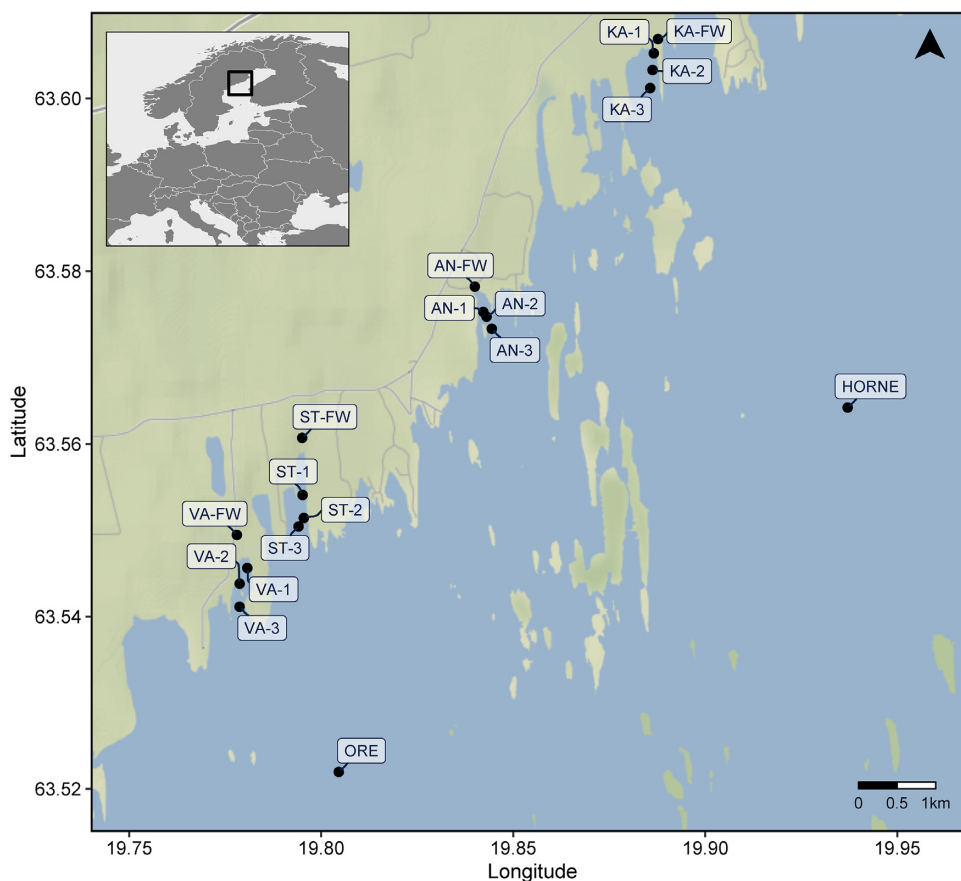 KA-1
KA-FW
63.60
KA-2
KA-3
63.58
AN-FW
AN-1
AN-2
AN-3
HORNE
Latitude
63.56
ST-FW
ST-1
VA-FW
ST-2
ST-3
VA-2
VA-1
63.54
VA-3
ORE
63.52
0 0.5 1km
19.75 19.80 19.85 19.90 19.95
Longitude